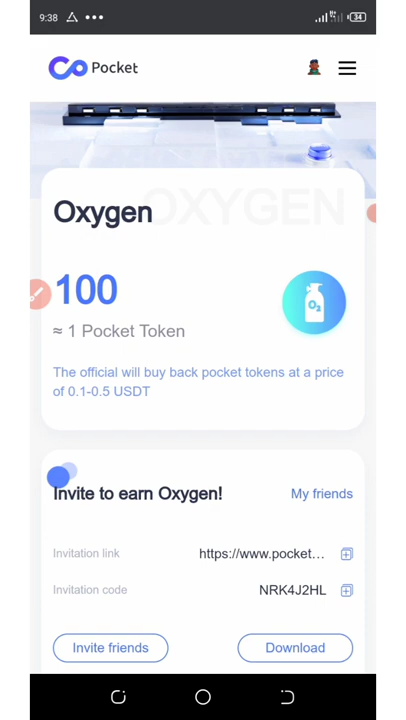 9:38
34
Pocket
OXYGEN
Oxygen
100
O2
≈ 1 Pocket Token
The official will buy back pocket tokens at a price
of 0.1-0.5 USDT
Invite to earn Oxygen!
My friends
Invitation link
https://www.pocket...
Invitation code
NRK4J2HL
Invite friends
Download